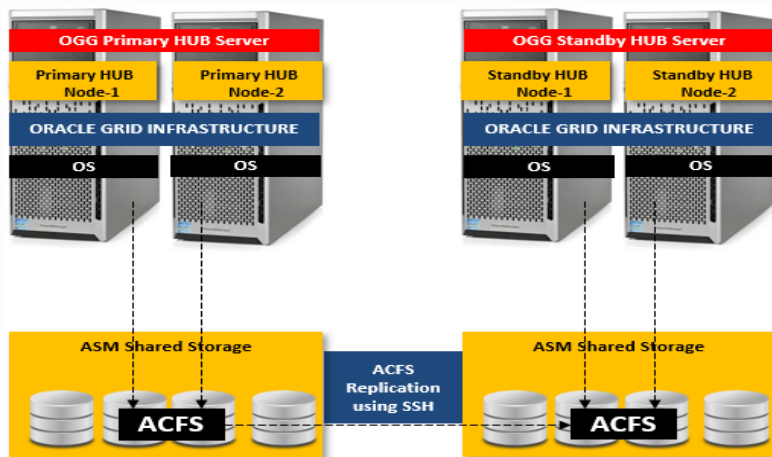 OGG Primary HUB Server
OGG Standby HUB Server
Primary HUB
Node-1
Primary HUB
Node-2
Standby HUB
Node-1
Standby HUB
Node-2
ORACLE GRID INFRASTRUCTURE
ORACLE GRID INFRASTRUCTURE
OS
OS
OS
OS
ASM Shared Storage
ACFS
ACFS
Replication
using SSH
ASM Shared Storage
ACFS